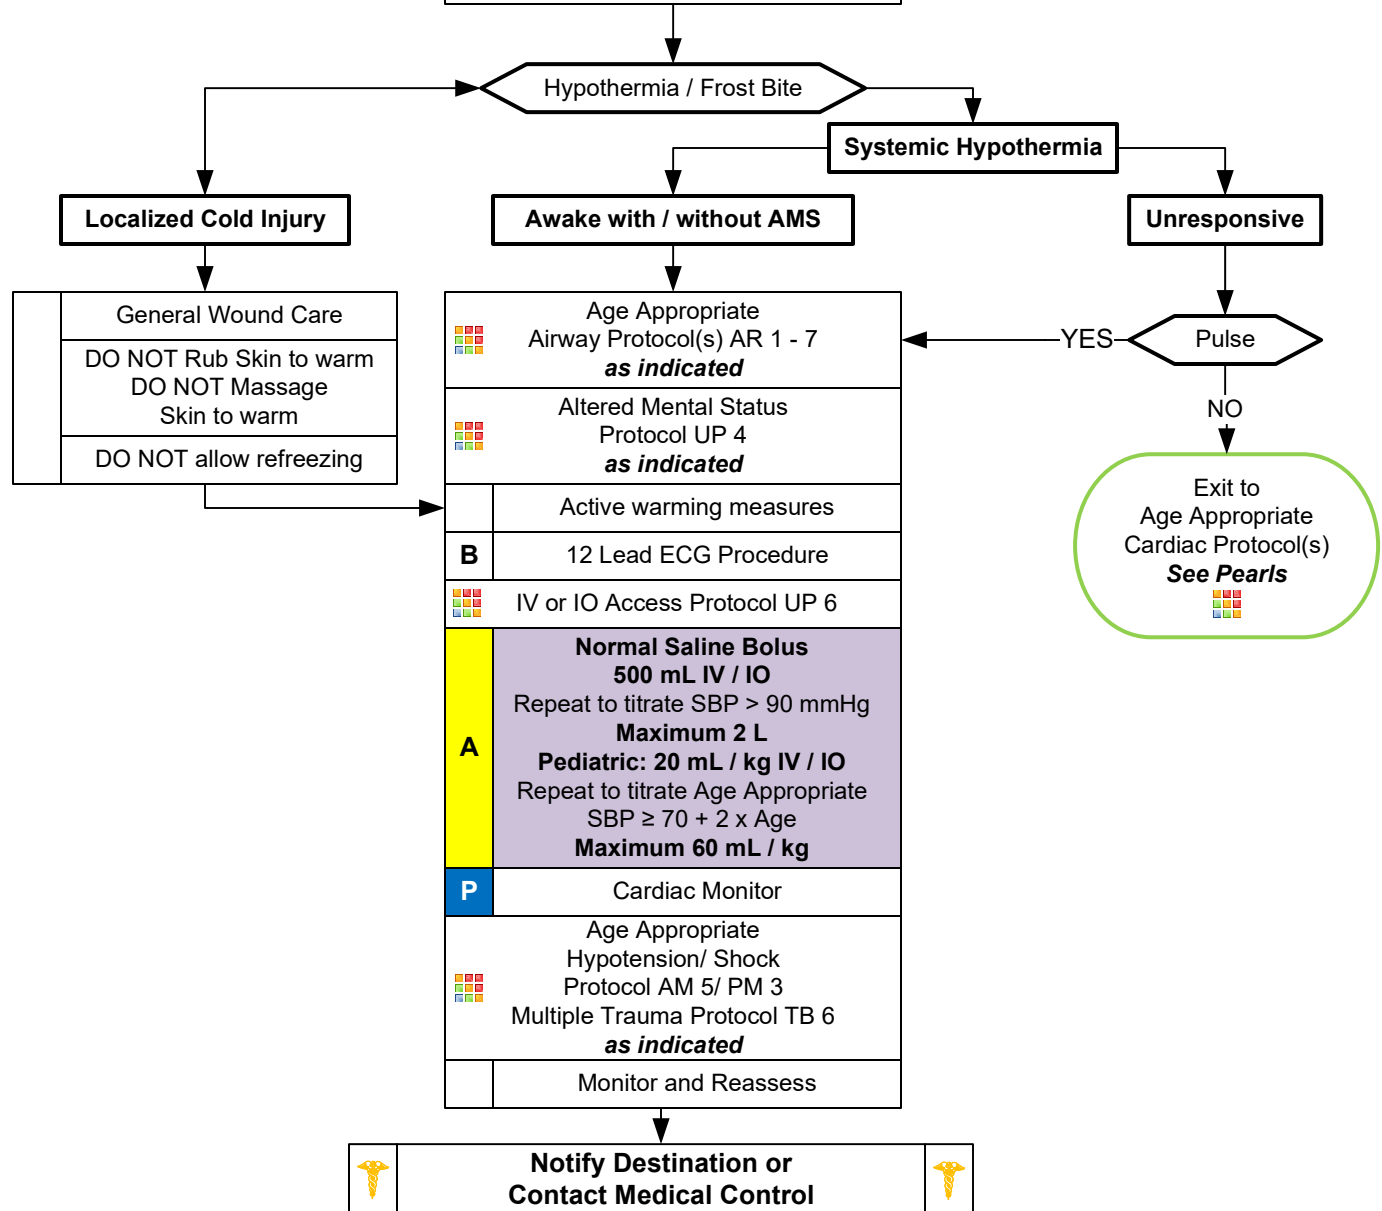 Hypothermia / Frost Bite
Systemic Hypothermia
Localized Cold Injury
Awake with / without AMS
Unresponsive
General Wound Care
DO NOT Rub Skin to warm
DO NOT Massage
Skin to warm
DO NOT allow refreezing
Age Appropriate
Airway Protocol(s) AR 1 - 7
as indicated
YES
Pulse
NO
Altered Mental Status
Protocol UP 4
as indicated
Exit to
Age Appropriate
Cardiac Protocol(s)
See Pearls
Active warming measures
B
12 Lead ECG Procedure
IV or IO Access Protocol UP 6
A
Normal Saline Bolus
500 mL IV / IO
Repeat to titrate SBP > 90 mmHg
Maximum 2 L
Pediatric: 20 mL / kg IV / IO
Repeat to titrate Age Appropriate
SBP ≥ 70 + 2 x Age
Maximum 60 mL / kg
P
Cardiac Monitor
Age Appropriate
Hypotension/ Shock
Protocol AM 5/ PM 3
Multiple Trauma Protocol TB 6
as indicated
Monitor and Reassess
Notify Destination or
Contact Medical Control